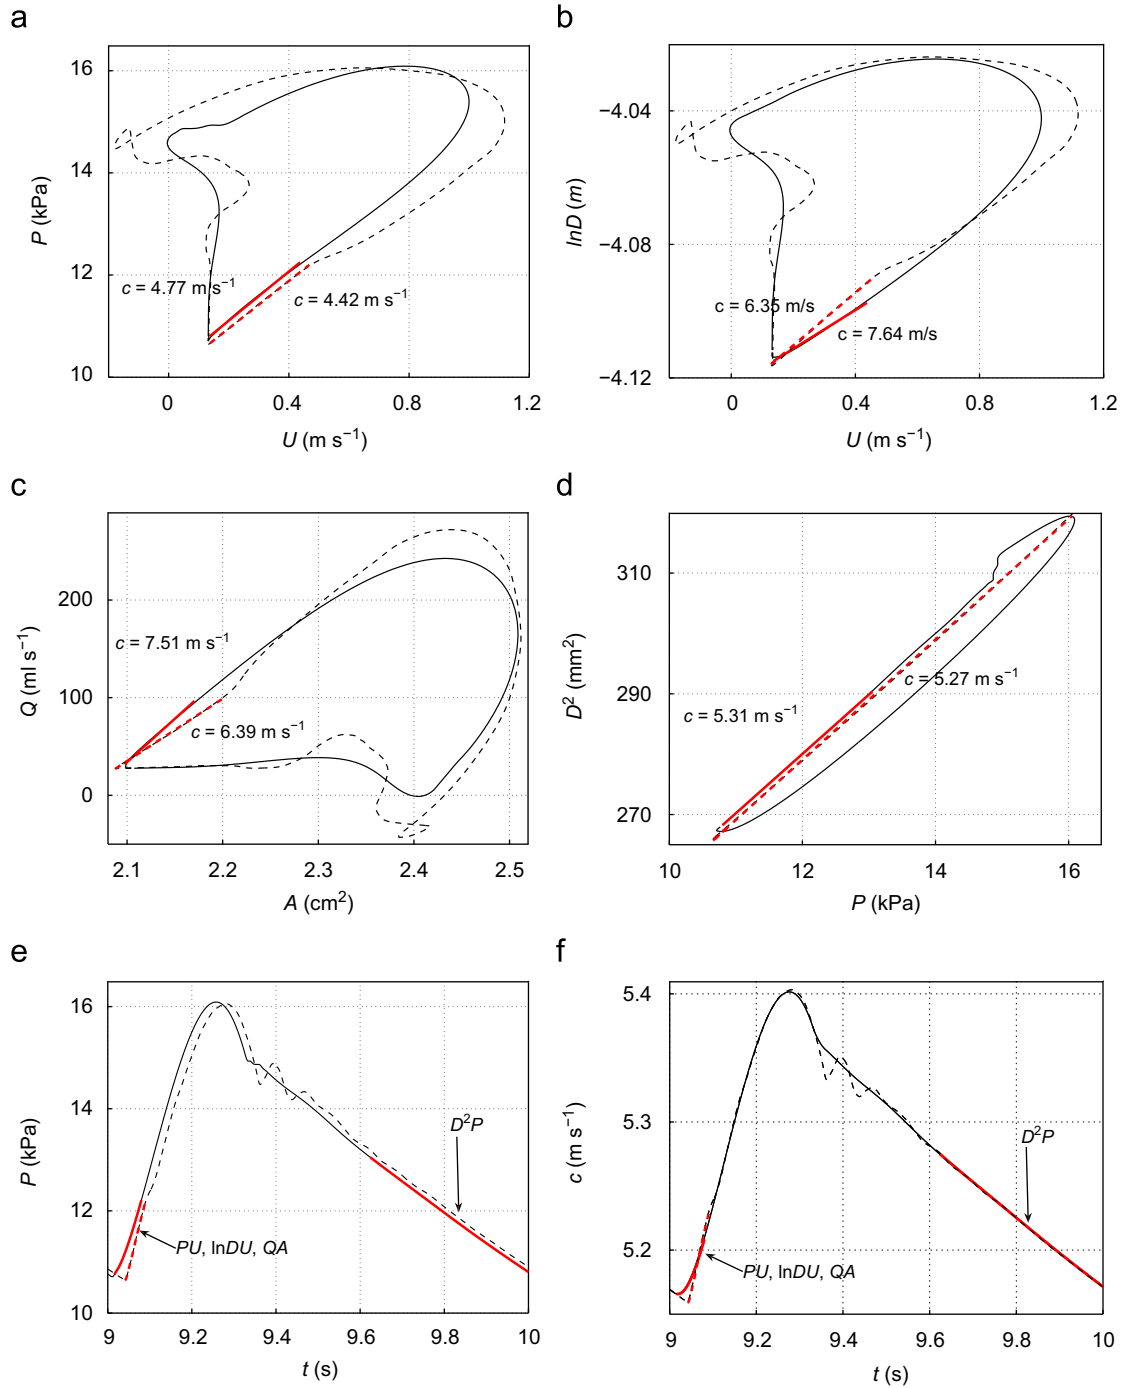 a
16
14
12
10
P (kPa)
c = 4.77 m s⁻¹
c = 4.42 m s⁻¹
0
0.4
0.8
1.2
U (m s⁻¹)
b
−4.04
−4.08
−4.12
lnD (m)
c = 6.35 m/s
c = 7.64 m/s
0
0.4
0.8
1.2
U (m s⁻¹)
c
200
100
0
Q (ml s⁻¹)
c = 7.51 m s⁻¹
c = 6.39 m s⁻¹
2.1
2.2
2.3
2.4
2.5
A (cm²)
d
310
290
270
D² (mm²)
c = 5.27 m s⁻¹
c = 5.31 m s⁻¹
10
12
14
16
P (kPa)
e
16
14
12
10
P (kPa)
D²P
PU, lnDU, QA
9
9.2
9.4
9.6
9.8
10
t (s)
f
5.4
5.3
5.2
c (m s⁻¹)
D²P
PU, lnDU, QA
9
9.2
9.4
9.6
9.8
10
t (s)